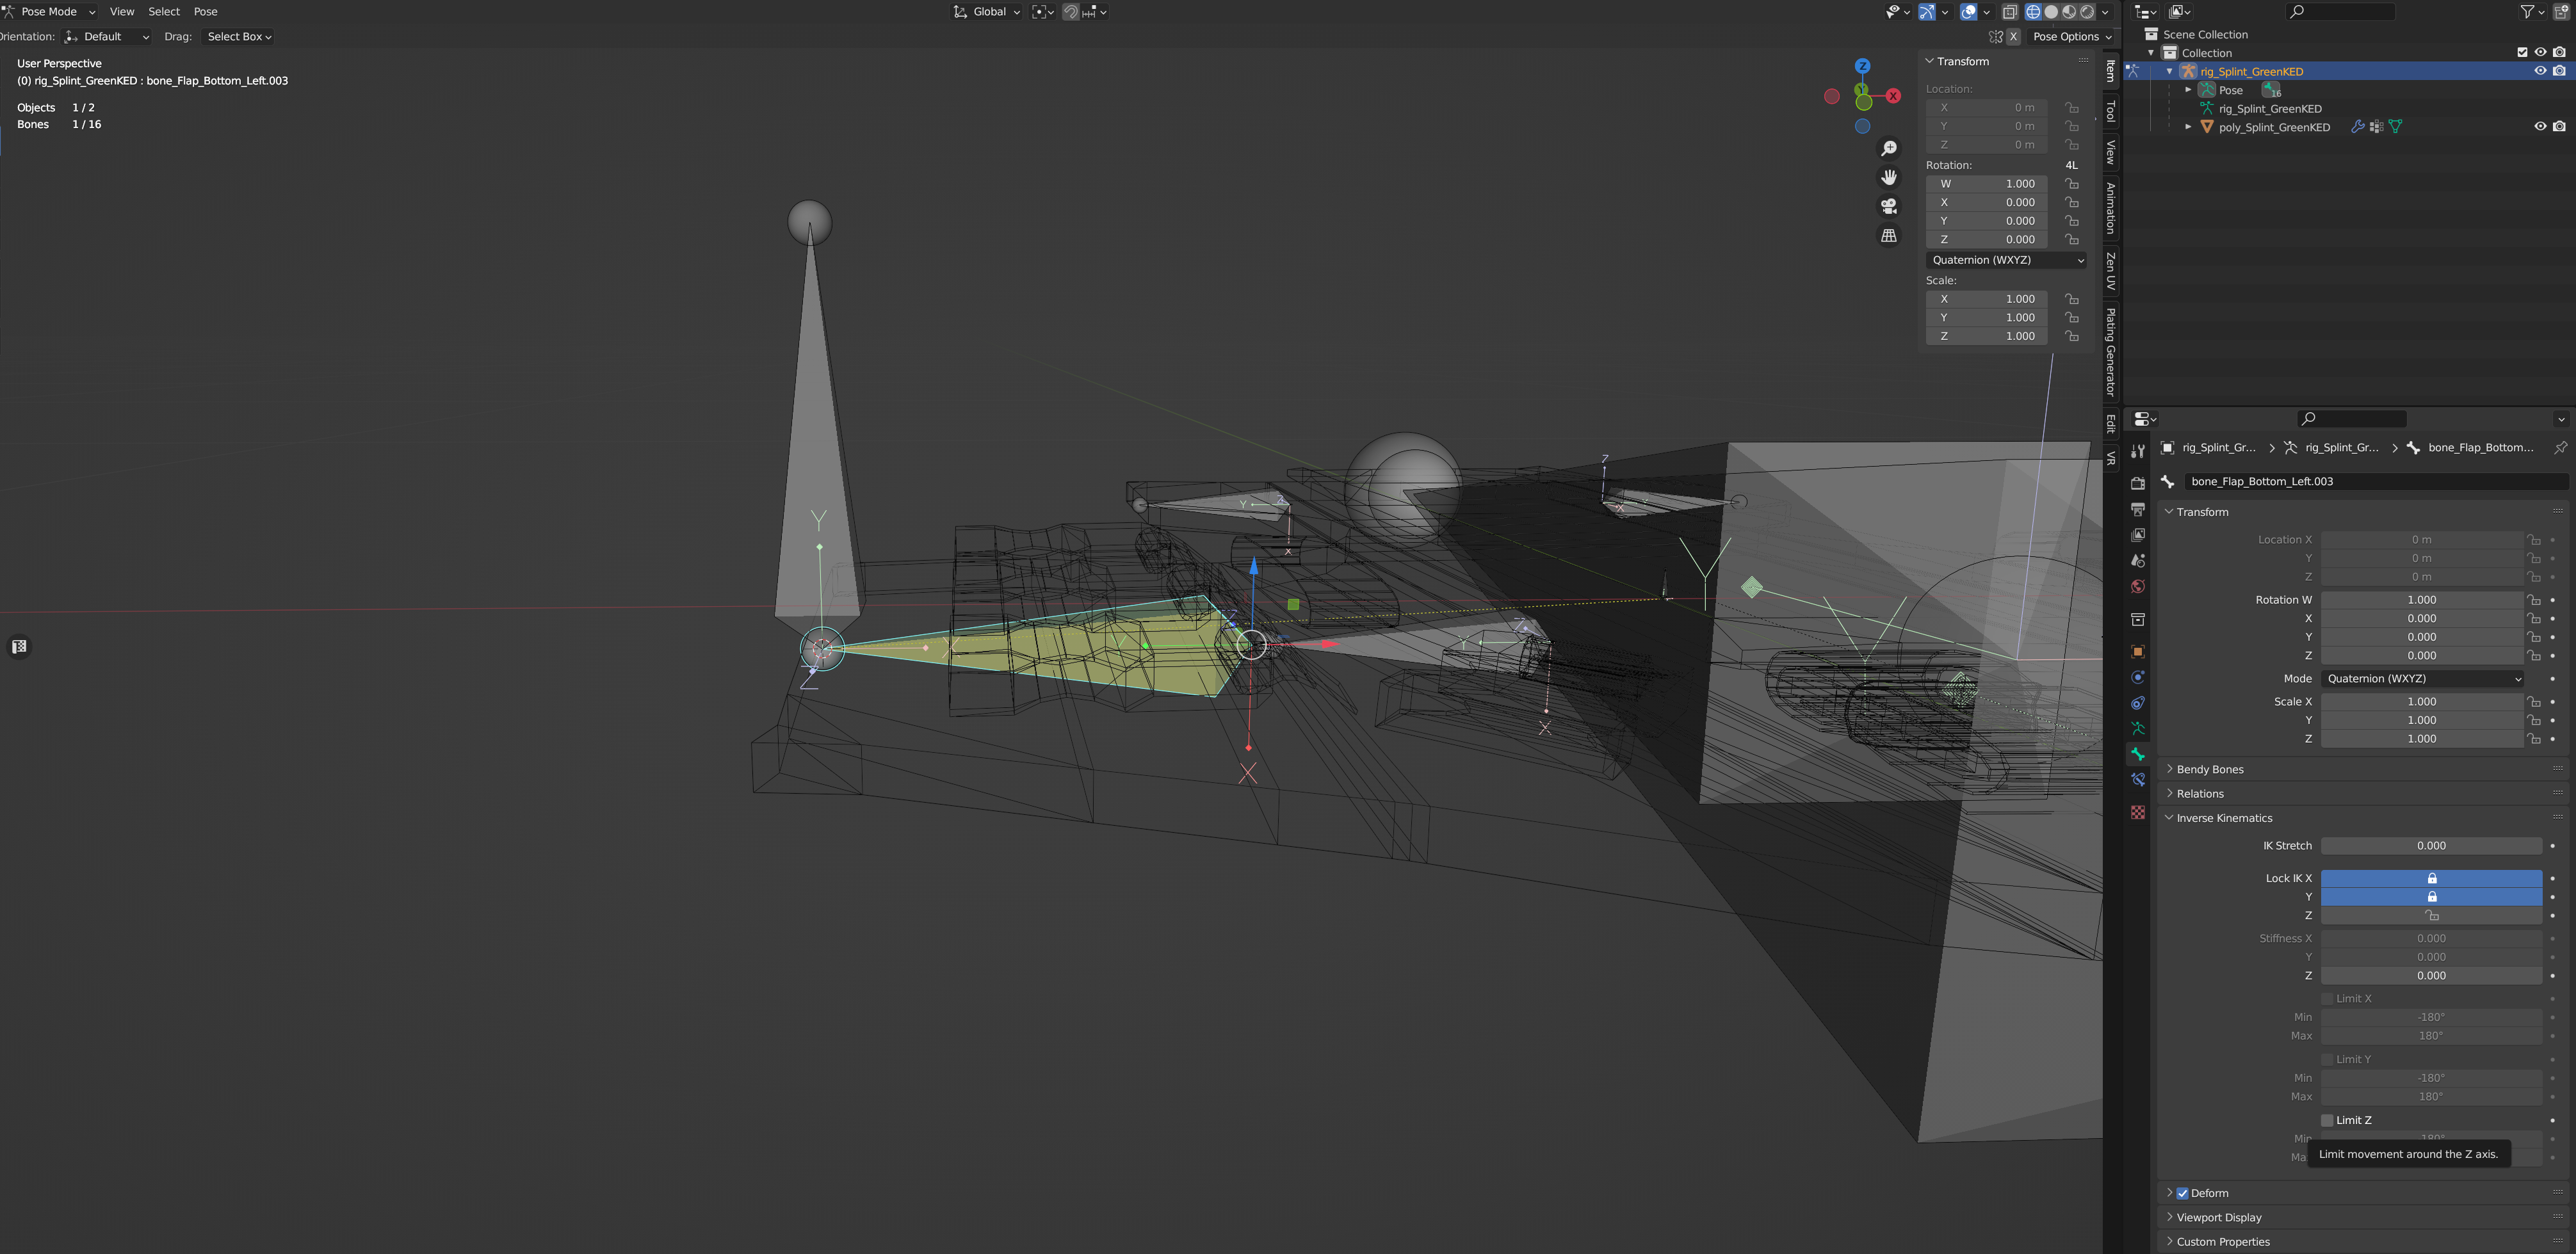 Pose Mode View Select Pose Global
Orientation: Default Drag: Select Box X Pose Options
User Perspective
(0) rig_Splint_GreenKED : bone_Flap_Bottom_Left.003
Objects 1 / 2
Bones 1 / 16
Z
X
Y
Transform
Location:
X 0 m
Y 0 m
Z 0 m
Rotation: 4L
W 1.000
X 0.000
Y 0.000
Z 0.000
Quaternion (WXYZ)
Scale:
X 1.000
Y 1.000
Z 1.000
Item
Tool
View
Animation
Zen UV
Plating Generator
Edit
VR
Scene Collection
Collection
rig_Splint_GreenKED
Pose 16
rig_Splint_GreenKED
poly_Splint_GreenKED
rig_Splint_Gr... rig_Splint_Gr... bone_Flap_Bottom...
bone_Flap_Bottom_Left.003
Transform
Location X 0 m
Y 0 m
Z 0 m
Rotation W 1.000
X 0.000
Y 0.000
Z 0.000
Mode Quaternion (WXYZ)
Scale X 1.000
Y 1.000
Z 1.000
Bendy Bones
Relations
Inverse Kinematics
IK Stretch 0.000
Lock IK X
Y
Z
Stiffness X 0.000
Y 0.000
Z 0.000
Limit X
Min -180°
Max 180°
Limit Y
Min -180°
Max 180°
Limit Z
Min -180°
Limit movement around the Z axis.
Deform
Viewport Display
Custom Properties